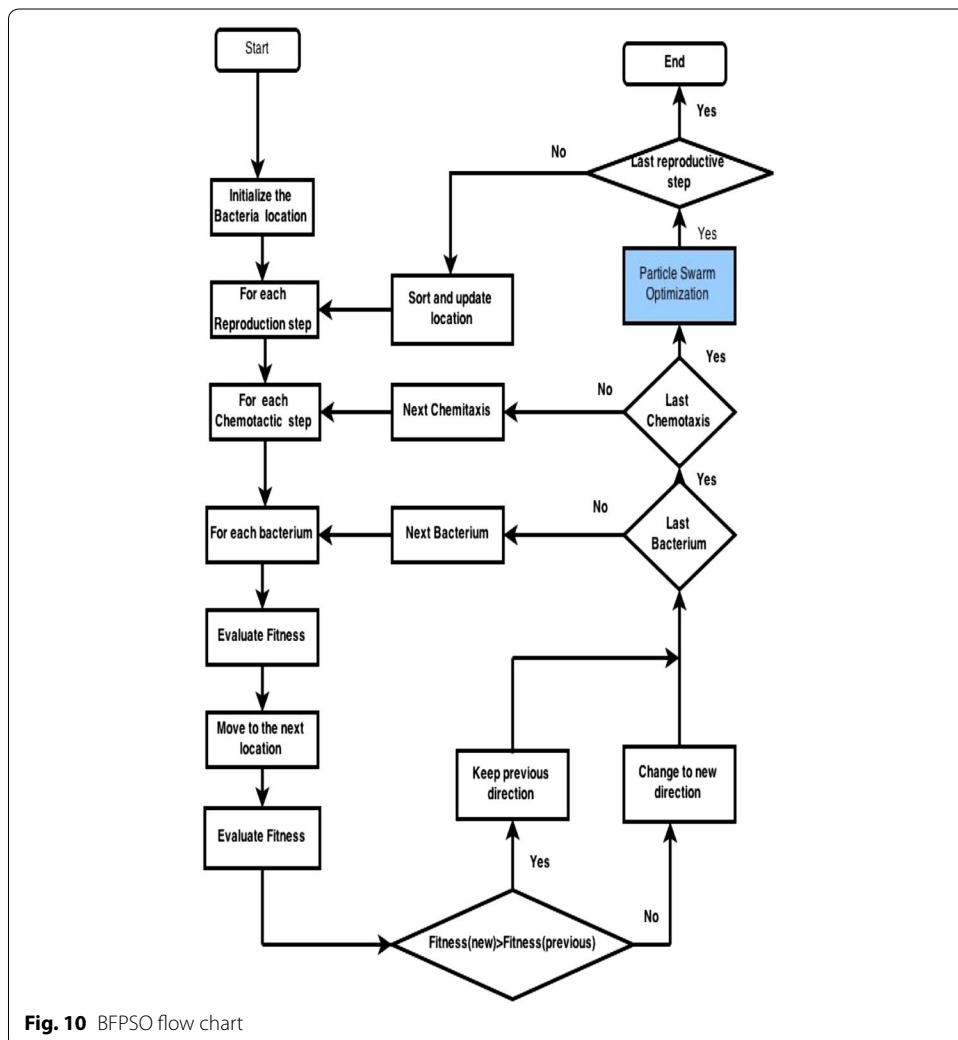 Start
Initialize the
Bacteria location
For each
Reproduction step
For each
Chemotactic step
For each bacterium
Evaluate Fitness
Move to the next
location
Evaluate Fitness
Fitness(new)>Fitness(previous)
Yes
No
Keep previous
direction
Change to new
direction
Last
Bacterium
No
Yes
Next Bacterium
Last
Chemotaxis
No
Yes
Next Chemitaxis
Particle Swarm
Optimization
Yes
Last reproductive
step
No
Yes
Sort and update
location
End
Fig. 10 BFPSO flow chart